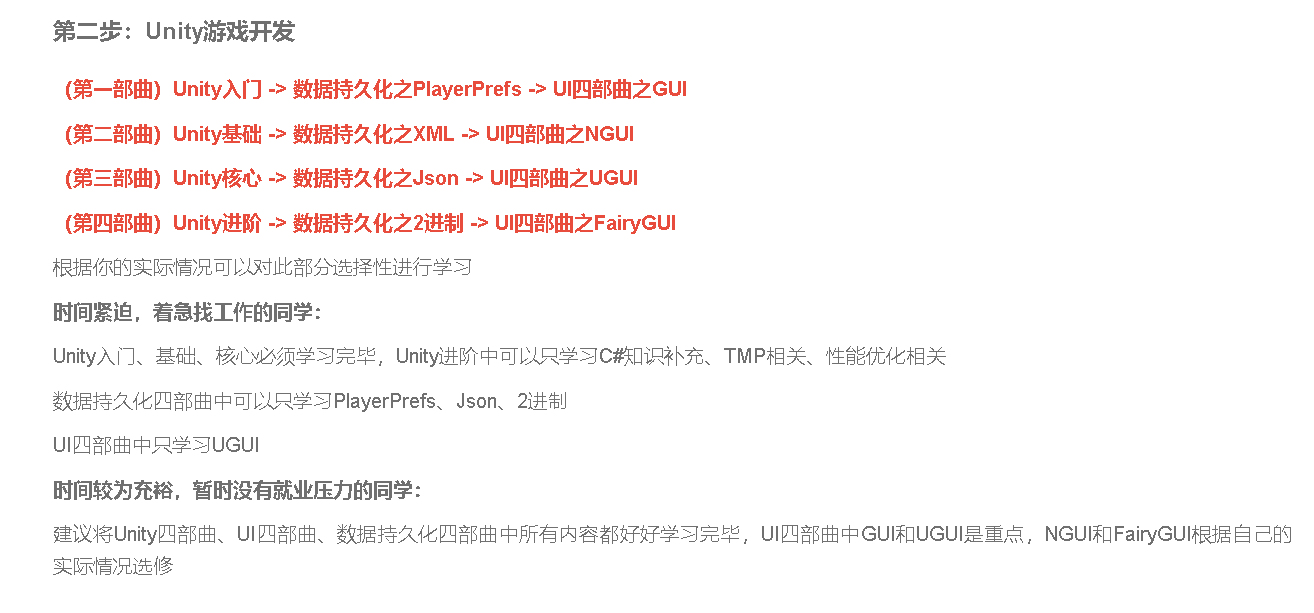 第二步：Unity游戏开发
（第一部曲）Unity入门 -> 数据持久化之PlayerPrefs -> UI四部曲之GUI
（第二部曲）Unity基础 -> 数据持久化之XML -> UI四部曲之NGUI
（第三部曲）Unity核心 -> 数据持久化之Json -> UI四部曲之UGUI
（第四部曲）Unity进阶 -> 数据持久化之2进制 -> UI四部曲之FairyGUI
根据你的实际情况可以对此部分选择性进行学习
时间紧迫，着急找工作的同学：
Unity入门、基础、核心必须学习完毕，Unity进阶中可以只学习C#知识补充、TMP相关、性能优化相关
数据持久化四部曲中可以只学习PlayerPrefs、Json、2进制
UI四部曲中只学习UGUI
时间较为充裕，暂时没有就业压力的同学：
建议将Unity四部曲、UI四部曲、数据持久化四部曲中所有内容都好好学习完毕，UI四部曲中GUI和UGUI是重点，NGUI和FairyGUI根据自己的
实际情况选修